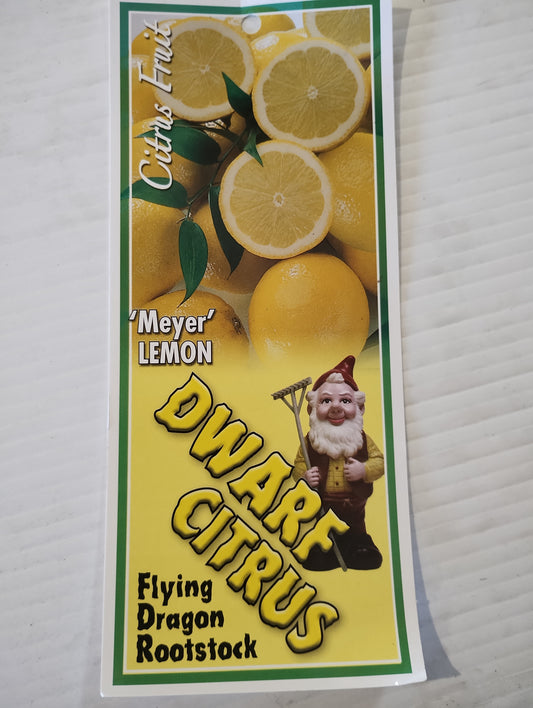 Citrus Fruit
'Meyer'
LEMON
DWARF
CITRUS
Flying
Dragon
Rootstock